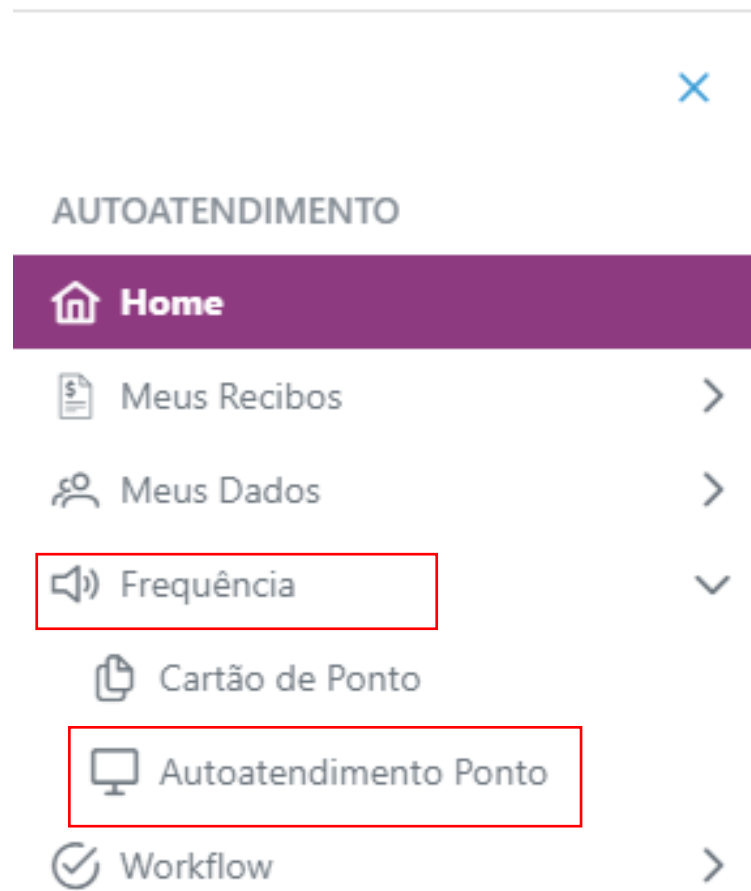 AUTOATENDIMENTO
Home
Meus Recibos
Meus Dados
Frequência
Cartão de Ponto
Autoatendimento Ponto
Workflow